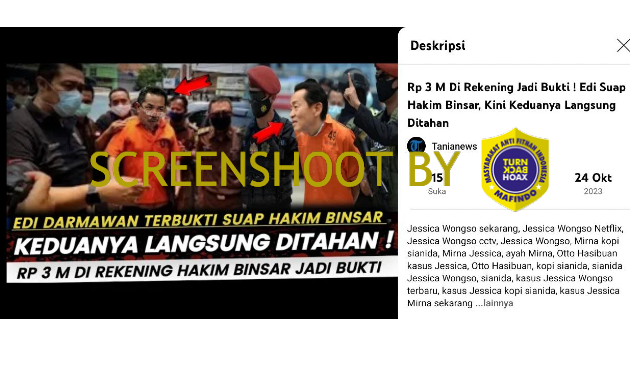 Deskripsi
Rp 3 M Di Rekening Jadi Bukti ! Edi Suap
Hakim Binsar, Kini Keduanya Langsung
Ditahan
Tanianews
15
Suka
24 Okt
2023
Jessica Wongso sekarang, Jessica Wongso Netflix,
Jessica Wongso cctv, Jessica Wongso, Mirna kopi
sianida, Mirna Jessica, ayah Mirna, Otto Hasibuan
kasus Jessica, Otto Hasibuan, kopi sianida, sianida
Jessica Wongso, sianida, kasus Jessica Wongso
terbaru, kasus Jessica kopi sianida, kasus Jessica
Mirna sekarang ...lainnya
EDI DARMAWAN TERBUKTI SUAP HAKIM BINSAR
KEDUANYA LANGSUNG DITAHAN !
RP 3 M DI REKENING HAKIM BINSAR JADI BUKTI
SCREENSHOOT BY
MASYARAKAT ANTI FITNAH INDONESIA
TURN
BACK
HOAX
MAFINDO